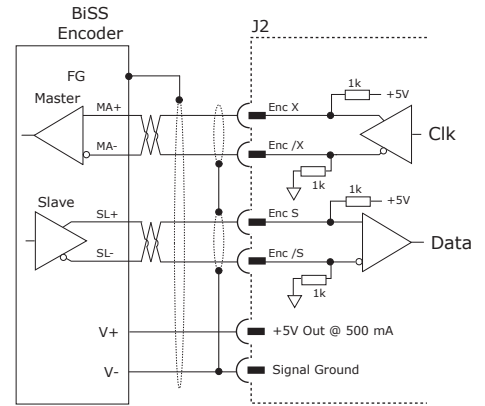 BiSS
Encoder
J2
FG
Master
MA+
MA-
Enc X
Enc /X
1k
+5V
1k
Clk
Slave
SL+
SL-
Enc S
Enc /S
1k
+5V
1k
Data
V+
+5V Out @ 500 mA
V-
Signal Ground